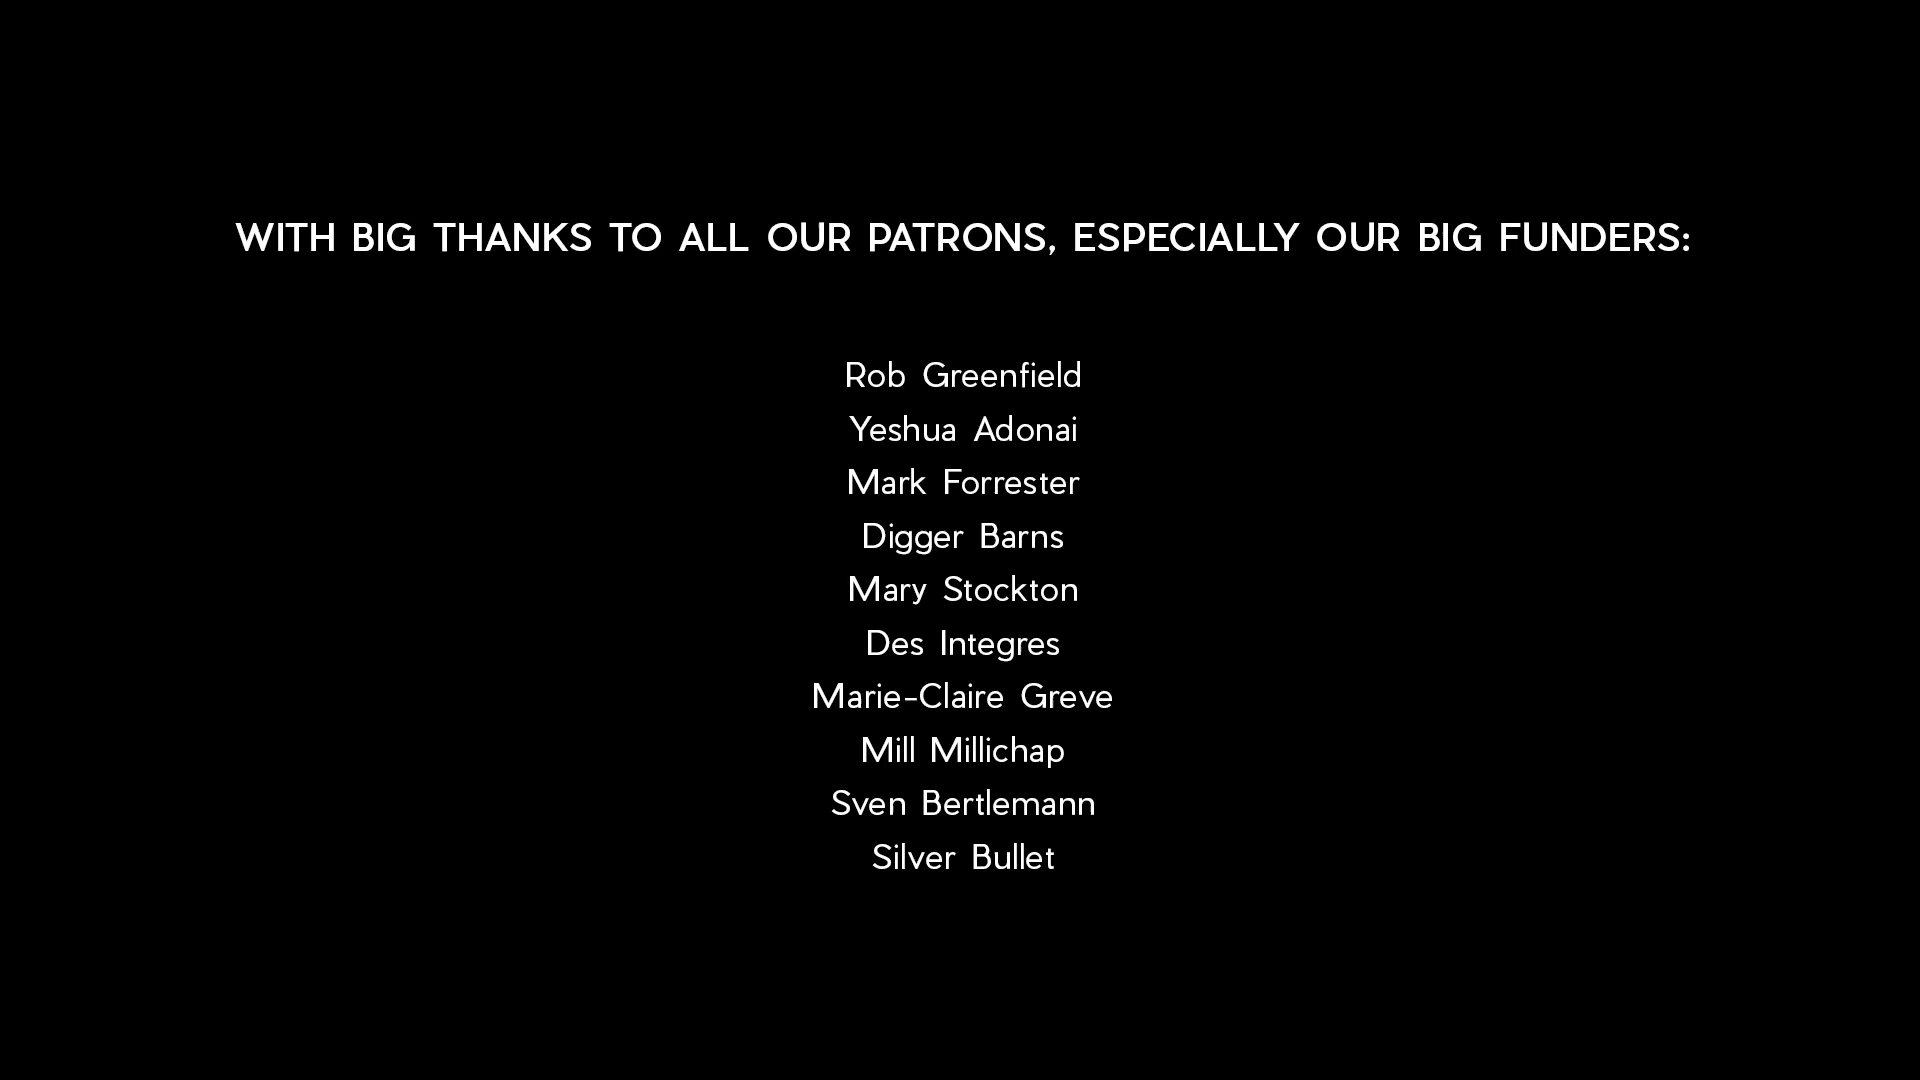 WITH BIG THANKS TO ALL OUR PATRONS, ESPECIALLY OUR BIG FUNDERS:
Rob Greenfield
Yeshua Adonai
Mark Forrester
Digger Barns
Mary Stockton
Des Integres
Marie-Claire Greve
Mill Millichap
Sven Bertlemann
Silver Bullet